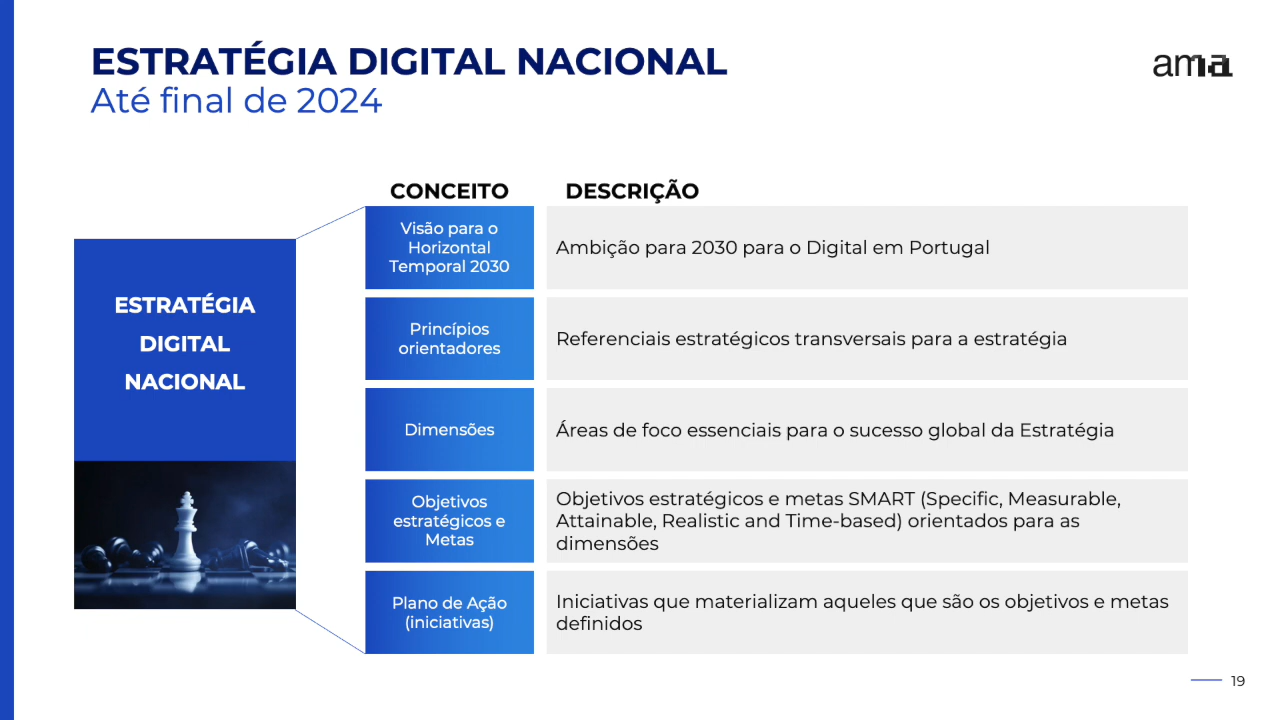 ESTRATÉGIA DIGITAL NACIONAL
Até final de 2024
ama
CONCEITO
DESCRIÇÃO
ESTRATÉGIA
DIGITAL
NACIONAL
Visão para o
Horizontal
Temporal 2030
Ambição para 2030 para o Digital em Portugal
Princípios
orientadores
Referenciais estratégicos transversais para a estratégia
Dimensões
Áreas de foco essenciais para o sucesso global da Estratégia
Objetivos
estratégicos e
Metas
Objetivos estratégicos e metas SMART (Specific, Measurable,
Attainable, Realistic and Time-based) orientados para as
dimensões
Plano de Ação
(iniciativas)
Iniciativas que materializam aqueles que são os objetivos e metas
definidos
19